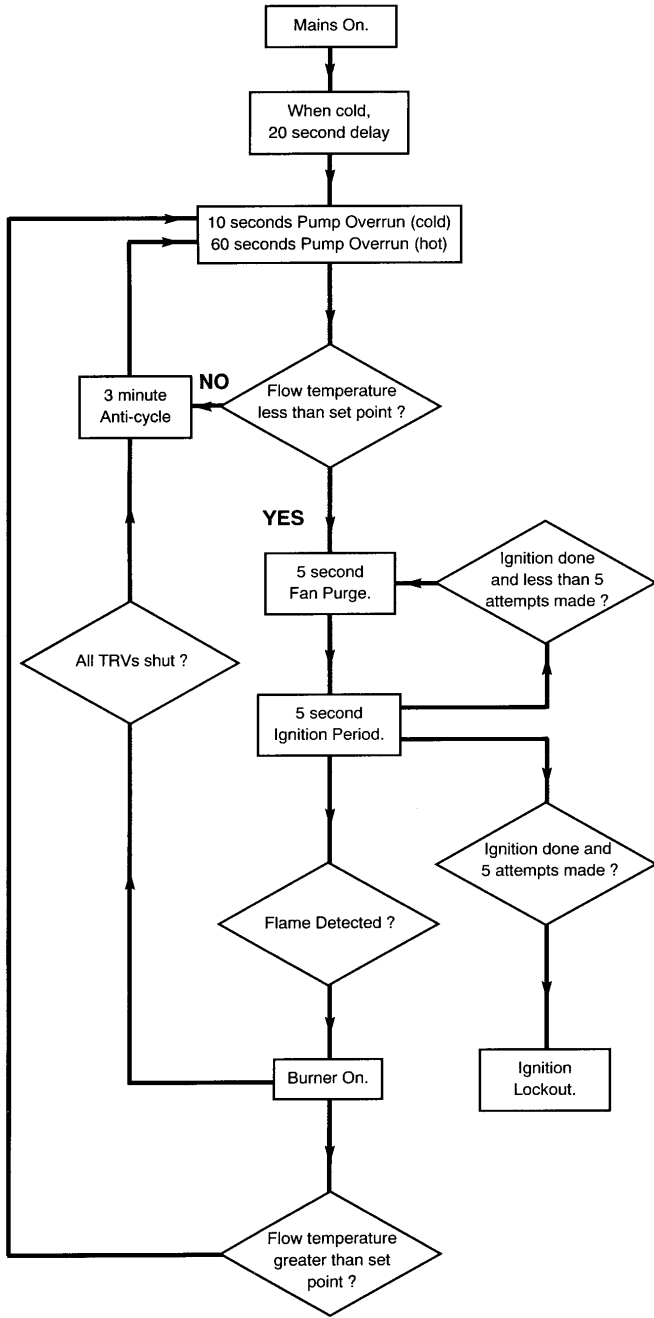 Mains On.
When cold,
20 second delay
10 seconds Pump Overrun (cold)
60 seconds Pump Overrun (hot)
Flow temperature
less than set point ?
NO
3 minute
Anti-cycle
YES
5 second
Fan Purge.
Ignition done
and less than 5
attempts made ?
All TRVs shut ?
5 second
Ignition Period.
Ignition done and
5 attempts made ?
Flame Detected ?
Burner On.
Ignition
Lockout.
Flow temperature
greater than set
point ?